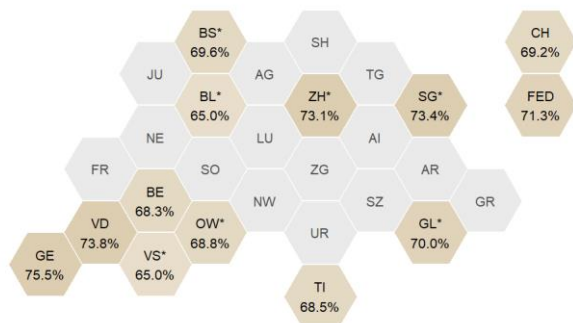 BS*
69.6%
SH
CH
69.2%
JU
AG
TG
BL*
65.0%
ZH*
73.1%
SG*
73.4%
FED
71.3%
NE
LU
AI
FR
SO
ZG
AR
BE
68.3%
NW
SZ
GR
VD
73.8%
OW*
68.8%
UR
GL*
70.0%
GE
75.5%
VS*
65.0%
TI
68.5%